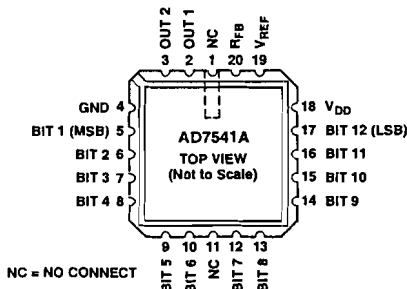 OUT 2
OUT 1
NC
RFB
VREF
3 2 1 20 19
GND 4
BIT 1 (MSB) 5
BIT 2 6
BIT 3 7
BIT 4 8
AD7541A
TOP VIEW
(Not to Scale)
18 VDD
17 BIT 12 (LSB)
16 BIT 11
15 BIT 10
14 BIT 9
9 10 11 12 13
BIT 5
BIT 6
NC
BIT 7
BIT 8
NC = NO CONNECT